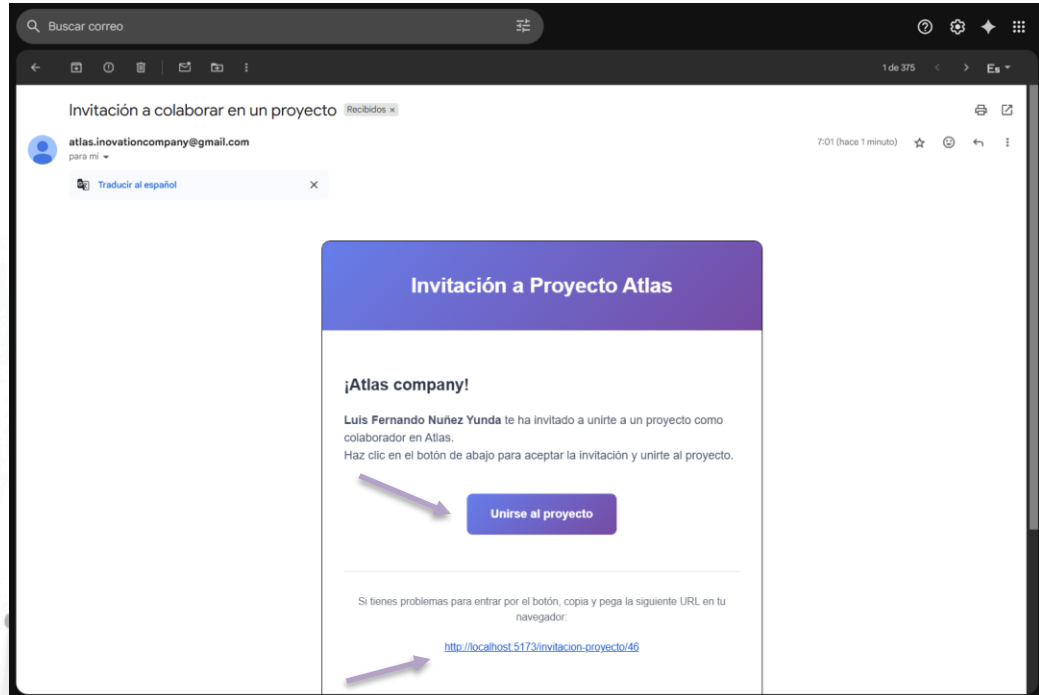 Buscar correo
1 de 375
Es
Invitación a colaborar en un proyecto Recibidos ×
atlas.inovationcompany@gmail.com
7:01 (hace 1 minuto)
para mi
Traducir al español
Invitación a Proyecto Atlas
¡Atlas company!
Luis Fernando Nuñez Yunda te ha invitado a unirte a un proyecto como
colaborador en Atlas.
Haz clic en el botón de abajo para aceptar la invitación y unirte al proyecto.
Unirse al proyecto
Si tienes problemas para entrar por el botón, copia y pega la siguiente URL en tu
navegador:
http://localhost:5173/invitacion-proyecto/46